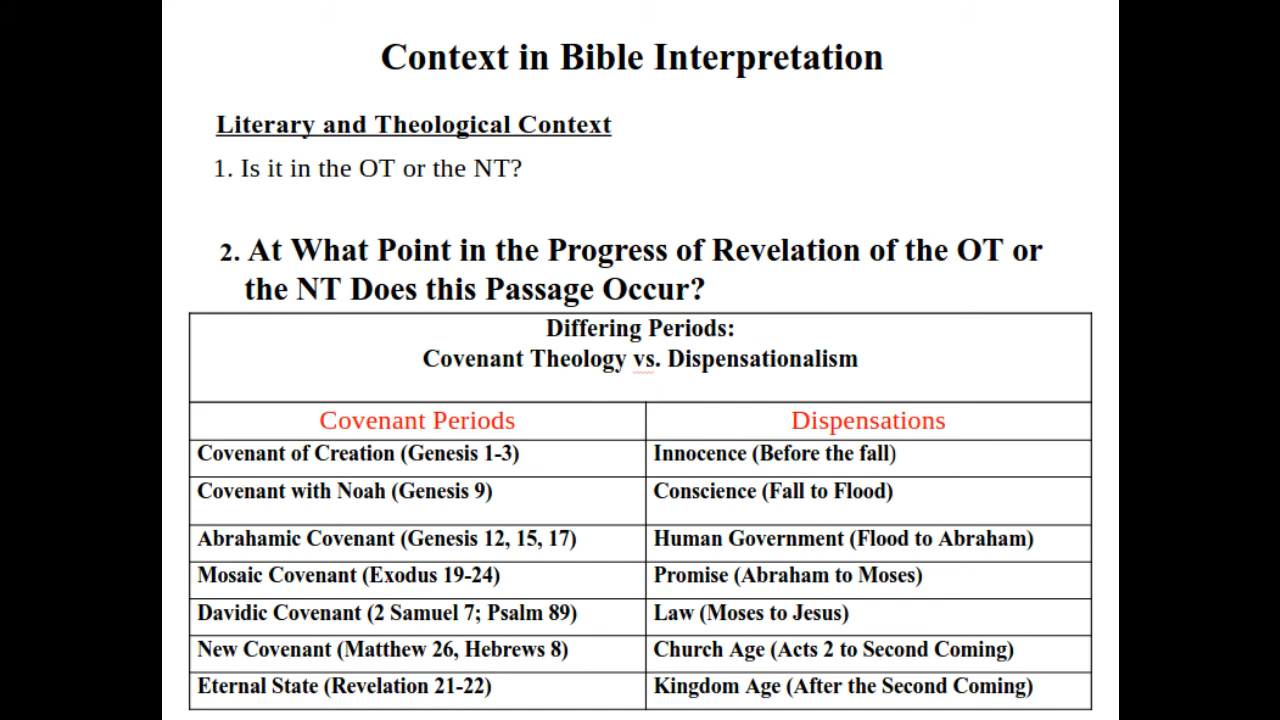 Context in Bible Interpretation
Literary and Theological Context
1. Is it in the OT or the NT?
2. At What Point in the Progress of Revelation of the OT or
the NT Does this Passage Occur?
Differing Periods:
Covenant Theology vs. Dispensationalism
Covenant Periods Dispensations
Covenant of Creation (Genesis 1-3) Innocence (Before the fall)
Covenant with Noah (Genesis 9) Conscience (Fall to Flood)
Abrahamic Covenant (Genesis 12, 15, 17) Human Government (Flood to Abraham)
Mosaic Covenant (Exodus 19-24) Promise (Abraham to Moses)
Davidic Covenant (2 Samuel 7; Psalm 89) Law (Moses to Jesus)
New Covenant (Matthew 26, Hebrews 8) Church Age (Acts 2 to Second Coming)
Eternal State (Revelation 21-22) Kingdom Age (After the Second Coming)